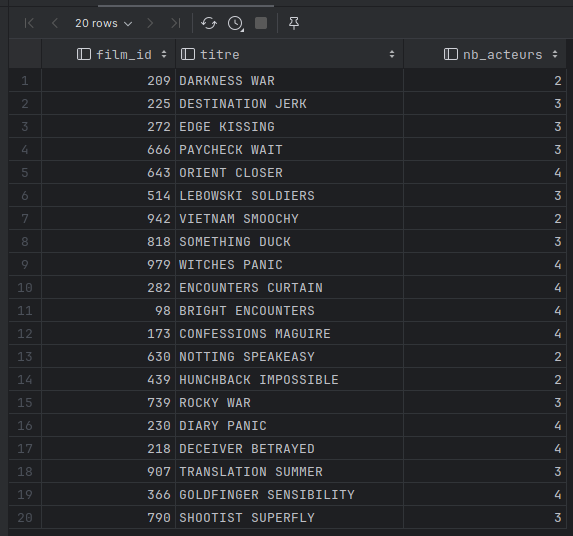 20 rows
film_id titre nb_acteurs
1 209 DARKNESS WAR 2
2 225 DESTINATION JERK 3
3 272 EDGE KISSING 3
4 666 PAYCHECK WAIT 3
5 643 ORIENT CLOSER 4
6 514 LEBOWSKI SOLDIERS 3
7 942 VIETNAM SMOOCHY 2
8 818 SOMETHING DUCK 3
9 979 WITCHES PANIC 4
10 282 ENCOUNTERS CURTAIN 4
11 98 BRIGHT ENCOUNTERS 4
12 173 CONFESSIONS MAGUIRE 4
13 630 NOTTING SPEAKEASY 2
14 439 HUNCHBACK IMPOSSIBLE 2
15 739 ROCKY WAR 3
16 230 DIARY PANIC 4
17 218 DECEIVER BETRAYED 4
18 907 TRANSLATION SUMMER 3
19 366 GOLDFINGER SENSIBILITY 4
20 790 SHOOTIST SUPERFLY 3